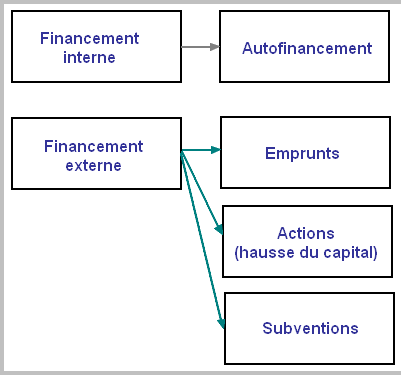 Financement
interne
Autofinancement
Financement
externe
Emprunts
Actions
(hausse du capital)
Subventions